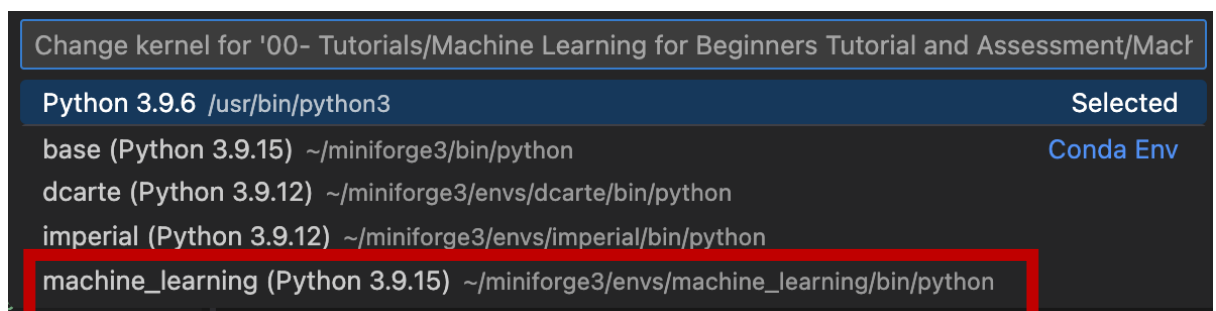 Change kernel for '00- Tutorials/Machine Learning for Beginners Tutorial and Assessment/Mach
Python 3.9.6 /usr/bin/python3 Selected
base (Python 3.9.15) ~/miniforge3/bin/python Conda Env
dcarte (Python 3.9.12) ~/miniforge3/envs/dcarte/bin/python
imperial (Python 3.9.12) ~/miniforge3/envs/imperial/bin/python
machine_learning (Python 3.9.15) ~/miniforge3/envs/machine_learning/bin/python